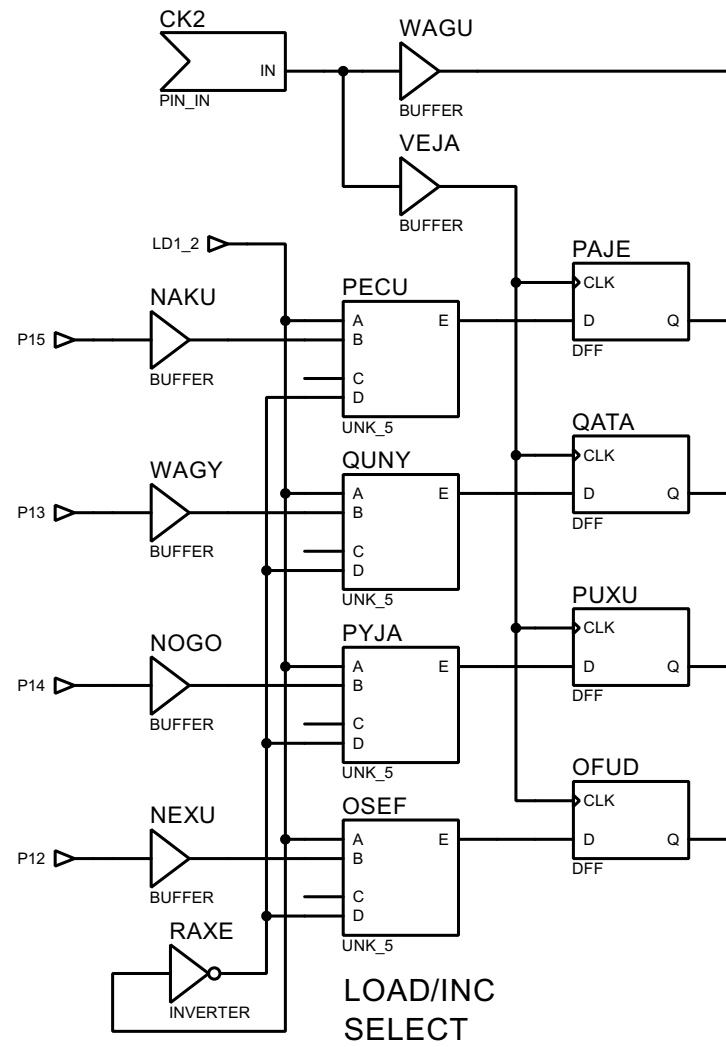 CK2
IN
PIN_IN
WAGU
BUFFER
VEJA
BUFFER
LD1_2
P15
NAKU
BUFFER
PECU
A
B
C
D
E
UNK_5
PAJE
CLK
D
Q
DFF
P13
WAGY
BUFFER
QUNY
A
B
C
D
E
UNK_5
QATA
CLK
D
Q
DFF
P14
NOGO
BUFFER
PYJA
A
B
C
D
E
UNK_5
PUXU
CLK
D
Q
DFF
P12
NEXU
BUFFER
OSEF
A
B
C
D
E
UNK_5
OFUD
CLK
D
Q
DFF
RAXE
INVERTER
LOAD/INC
SELECT